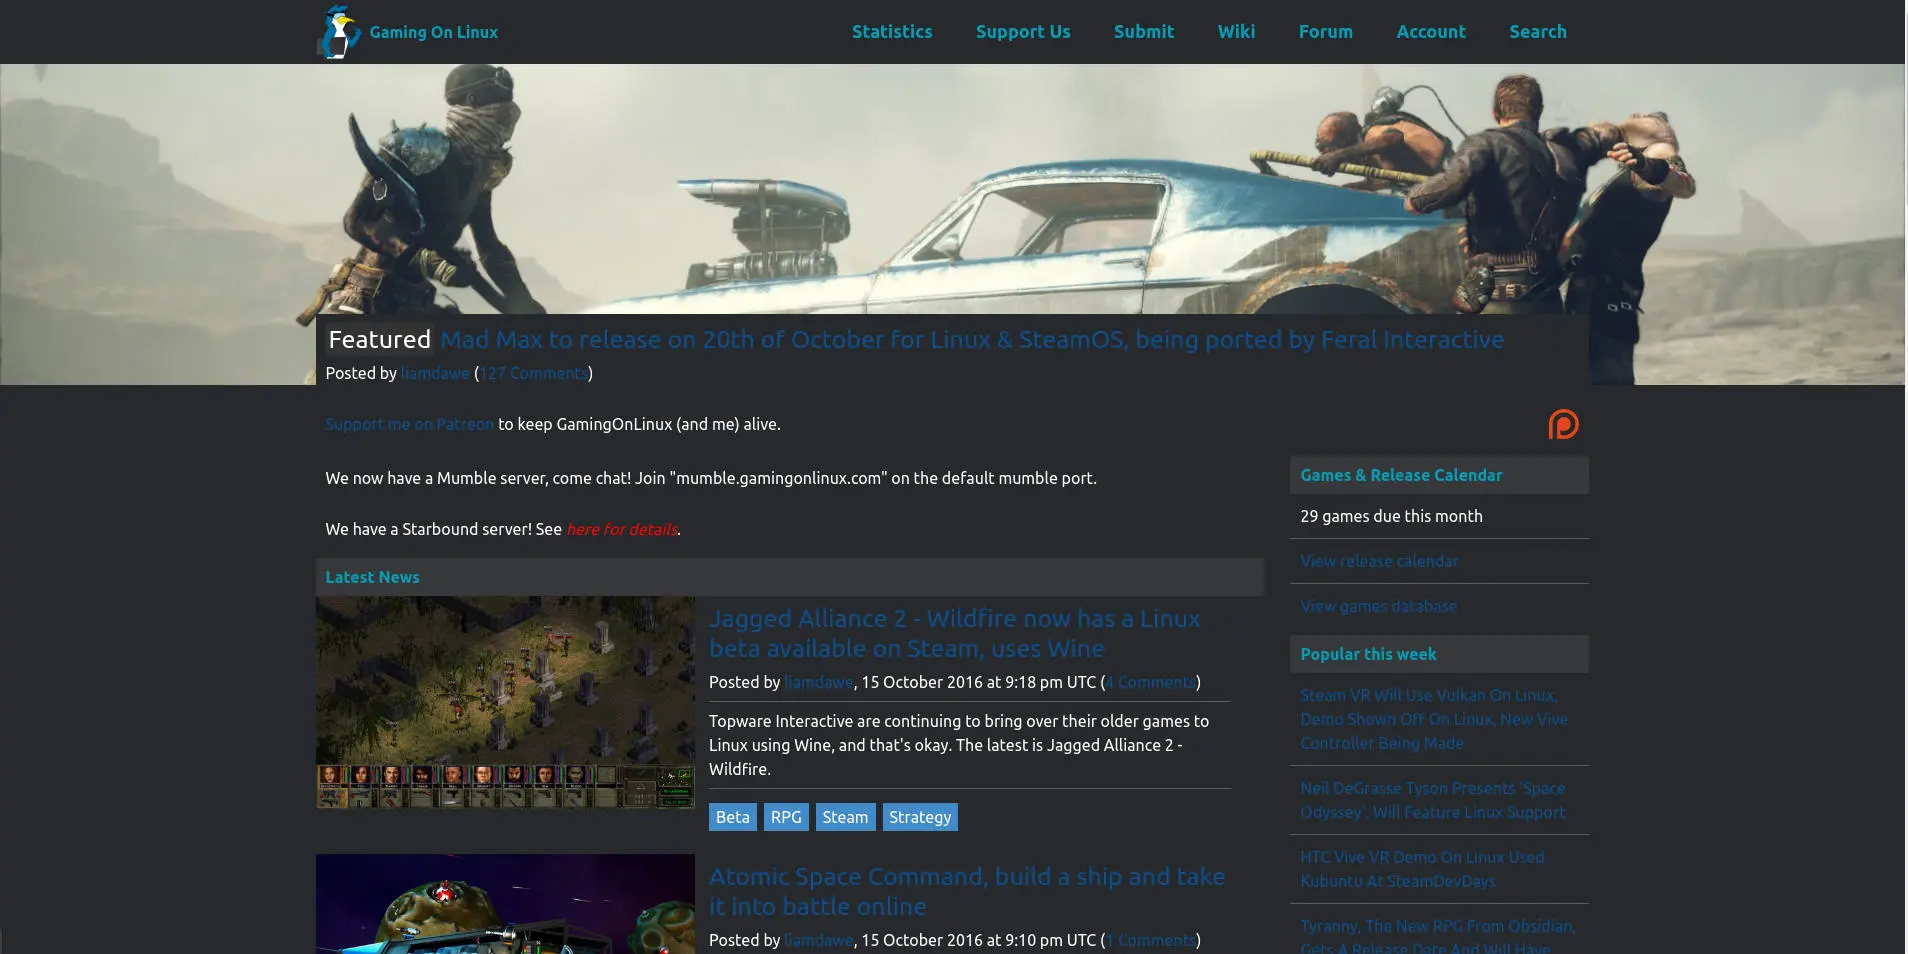 Gaming On Linux
Statistics
Support Us
Submit
Wiki
Forum
Account
Search
Featured Mad Max to release on 20th of October for Linux & SteamOS, being ported by Feral Interactive
Posted by liamdawe (127 Comments)
Support me on Patreon to keep GamingOnLinux (and me) alive.
We now have a Mumble server, come chat! Join "mumble.gamingonlinux.com" on the default mumble port.
We have a Starbound server! See here for details.
Latest News
Jagged Alliance 2 - Wildfire now has a Linux
beta available on Steam, uses Wine
Posted by liamdawe, 15 October 2016 at 9:18 pm UTC (4 Comments)
Topware Interactive are continuing to bring over their older games to
Linux using Wine, and that's okay. The latest is Jagged Alliance 2 -
Wildfire.
Beta
RPG
Steam
Strategy
Atomic Space Command, build a ship and take
it into battle online
Posted by liamdawe, 15 October 2016 at 9:10 pm UTC (1 Comments)
Games & Release Calendar
29 games due this month
View release calendar
View games database
Popular this week
Steam VR Will Use Vulkan On Linux,
Demo Shown Off On Linux, New Vive
Controller Being Made
Neil DeGrasse Tyson Presents 'Space
Odyssey', Will Feature Linux Support
HTC Vive VR Demo On Linux Used
Kubuntu At SteamDevDays
Tyranny, The New RPG From Obsidian,
Gets A Release Date And Will Have